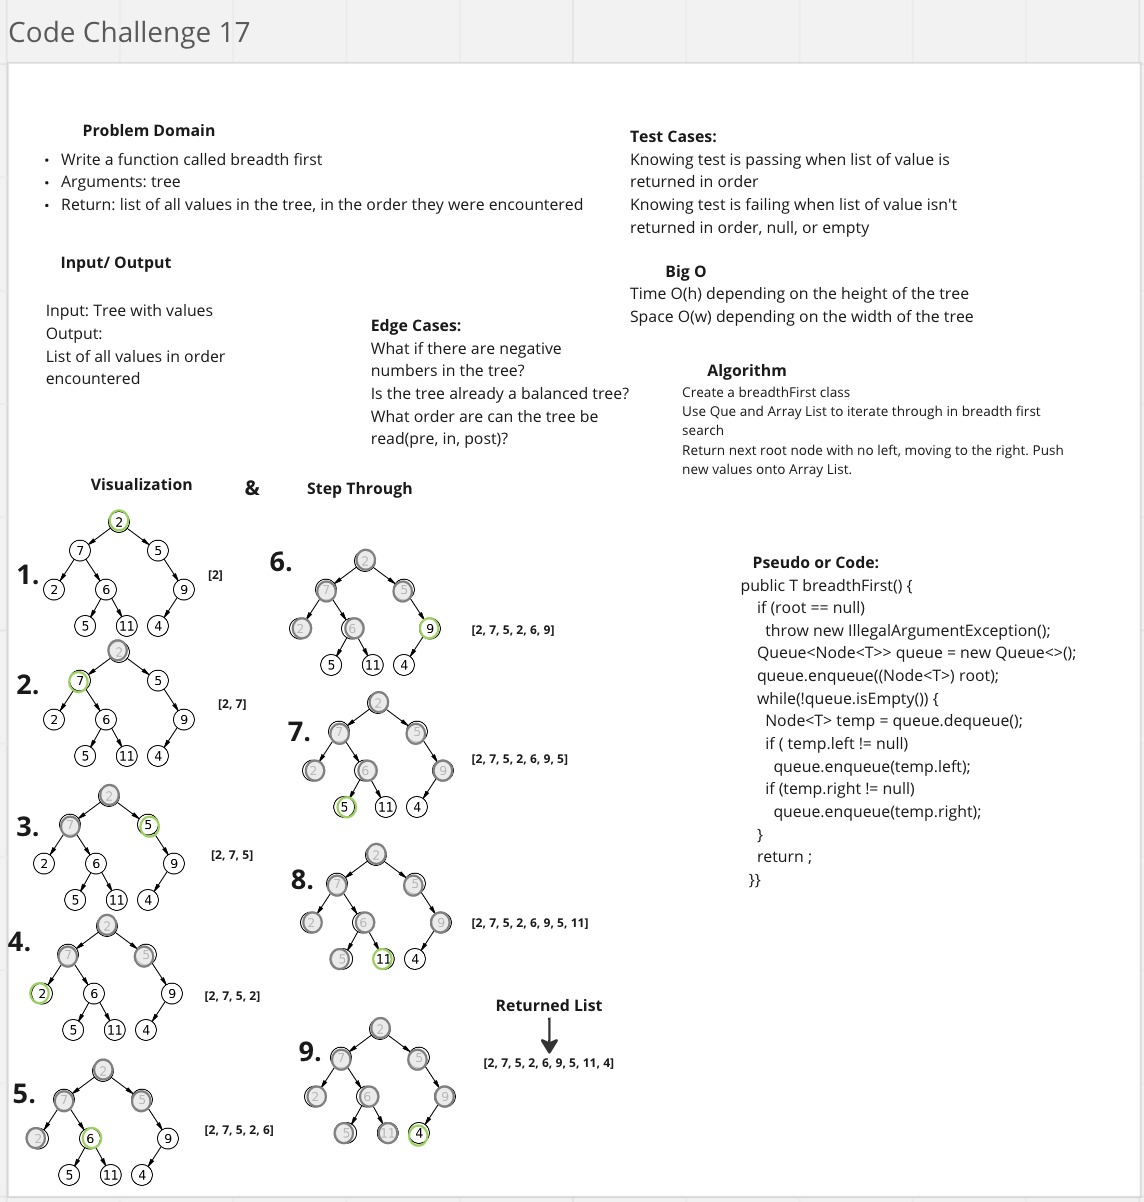 Code Challenge 17
Problem Domain
• Write a function called breadth first
• Arguments: tree
• Return: list of all values in the tree, in the order they were encountered
Input/ Output
Input: Tree with values
Output:
List of all values in order
encountered
Edge Cases:
What if there are negative
numbers in the tree?
Is the tree already a balanced tree?
What order are can the tree be
read(pre, in, post)?
Test Cases:
Knowing test is passing when list of value is
returned in order
Knowing test is failing when list of value isn't
returned in order, null, or empty
Big O
Time O(h) depending on the height of the tree
Space O(w) depending on the width of the tree
Algorithm
Create a breadthFirst class
Use Que and Array List to iterate through in breadth first
search
Return next root node with no left, moving to the right. Push
new values onto Array List.
Visualization & Step Through
1.
2
7 5
2 6 9
5 11 4
[2]
2.
2
7 5
2 6 9
5 11 4
[2, 7]
3.
2
7 5
2 6 9
5 11 4
[2, 7, 5]
4.
2
7 5
2 6 9
5 11 4
[2, 7, 5, 2]
5.
2
7 5
2 6 9
5 11 4
[2, 7, 5, 2, 6]
6.
2
7 5
2 6 9
5 11 4
[2, 7, 5, 2, 6, 9]
7.
2
7 5
2 6 9
5 11 4
[2, 7, 5, 2, 6, 9, 5]
8.
2
7 5
2 6 9
5 11 4
[2, 7, 5, 2, 6, 9, 5, 11]
9.
2
7 5
2 6 9
5 11 4
Returned List
[2, 7, 5, 2, 6, 9, 5, 11, 4]
Pseudo or Code:
public T breadthFirst() {
if (root == null)
throw new IllegalArgumentException();
Queue<Node<T>> queue = new Queue<>();
queue.enqueue((Node<T>) root);
while(!queue.isEmpty()) {
Node<T> temp = queue.dequeue();
if ( temp.left != null)
queue.enqueue(temp.left);
if (temp.right != null)
queue.enqueue(temp.right);
}
return ;
}}